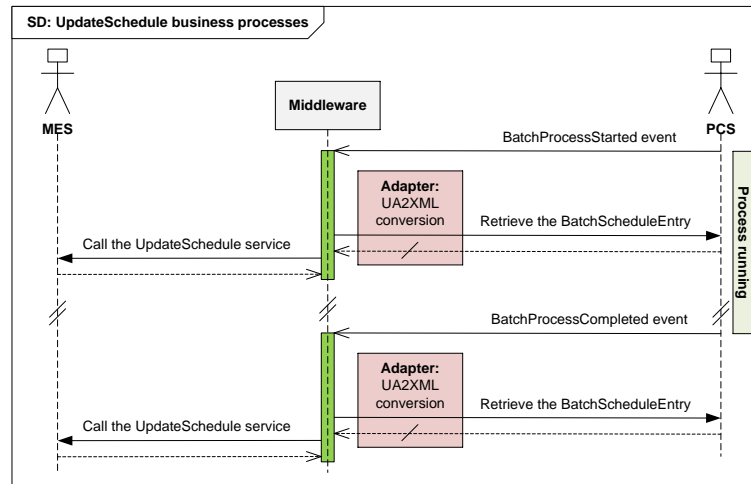 SD: UpdateSchedule business processes
MES
Middleware
PCS
BatchProcessStarted event
Process running
Adapter:
UA2XML
conversion
Retrieve the BatchScheduleEntry
Call the UpdateSchedule service
BatchProcessCompleted event
Adapter:
UA2XML
conversion
Retrieve the BatchScheduleEntry
Call the UpdateSchedule service